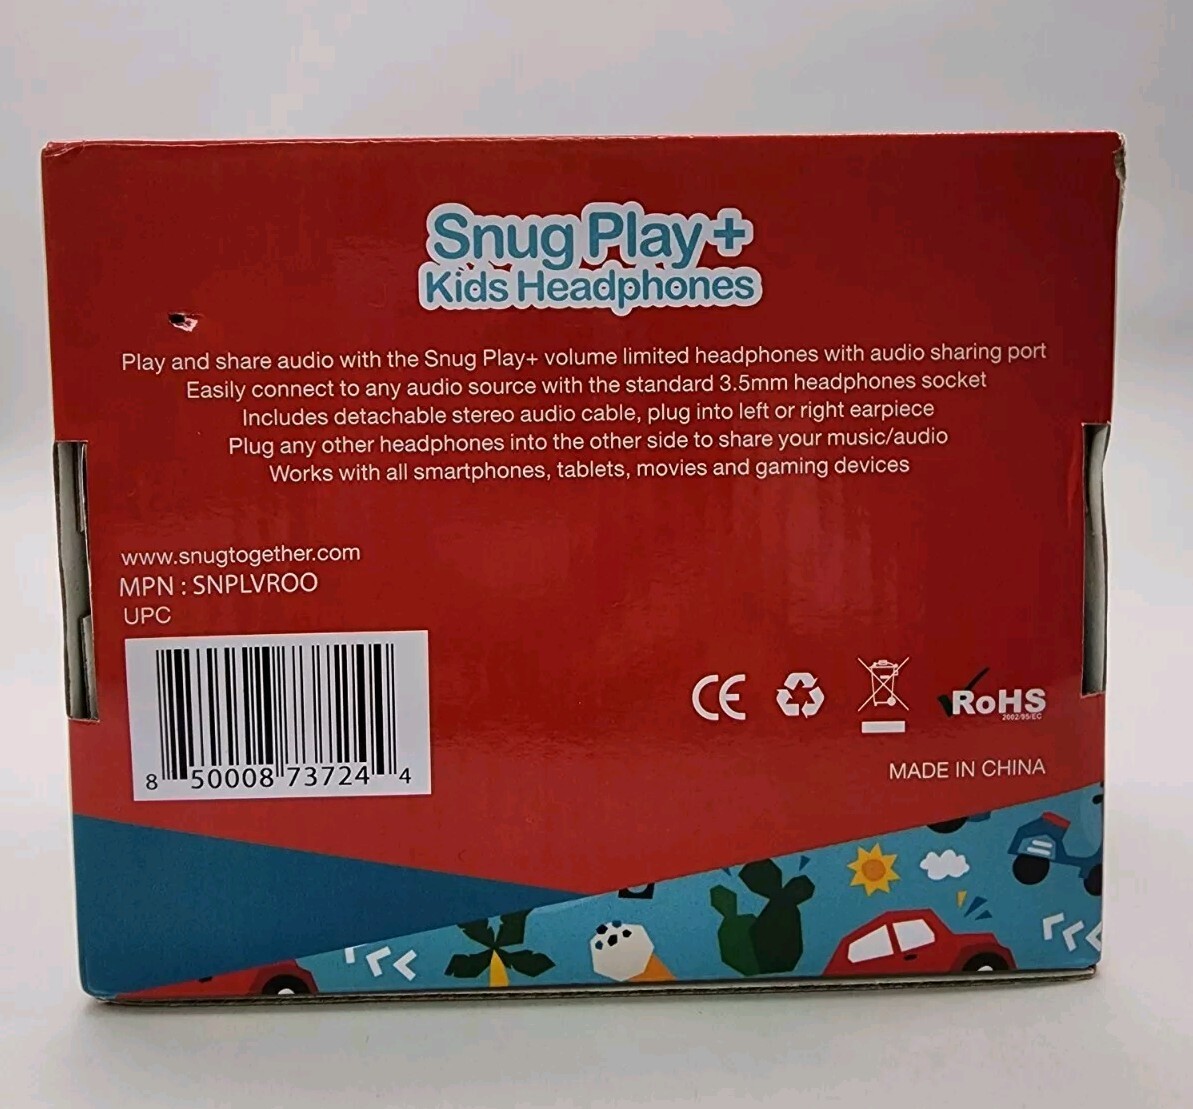 Snug Play+
Kids Headphones
Play and share audio with the Snug Play+ volume limited headphones with audio sharing port
Easily connect to any audio source with the standard 3.5mm headphones socket
Includes detachable stereo audio cable, plug into left or right earpiece
Plug any other headphones into the other side to share your music/audio
Works with all smartphones, tablets, movies and gaming devices
www.snugtogether.com
MPN : SNPLVROO
UPC
8 50008 73724 4
CE
RoHS
2002/95/EC
MADE IN CHINA